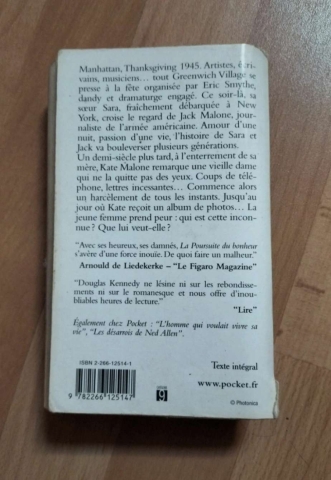 Manhattan, Thanksgiving 1945. Artistes, écri-
vains, musiciens… tout Greenwich Village se
presse à la fête organisée par Eric Smythe,
dandy et dramaturge engagé. Ce soir-là, sa
sœur Sara, fraîchement débarquée à New
York, croise le regard de Jack Malone, jour-
naliste de l'armée américaine. Amour d'une
nuit, passion d'une vie, l'histoire de Sara et
Jack va bouleverser plusieurs générations.
Un demi-siècle plus tard, à l'enterrement de sa
mère, Kate Malone remarque une vieille dame
qui ne la quitte pas des yeux. Coups de télé-
phone, lettres incessantes… Commence alors
un harcèlement de tous les instants. Jusqu'au
jour où Kate reçoit un album de photos… La
jeune femme prend peur : qui est cette incon-
nue ? Que lui veut-elle ?
"Avec ses heureux, ses damnés, La Poursuite du bonheur
s'avère d'une force inouïe. De quoi faire un malheur."
Arnould de Liedekerke – "Le Figaro Magazine"
"Douglas Kennedy ne lésine ni sur les rebondisse-
ments ni sur le romanesque et nous offre d'inou-
bliables heures de lecture."
"Lire"
Également chez Pocket : "L'homme qui voulait vivre sa
vie", "Les désarrois de Ned Allen".
ISBN 2-266-12514-1
9 782266 125147
9
Texte intégral
www.pocket.fr
© Photonica